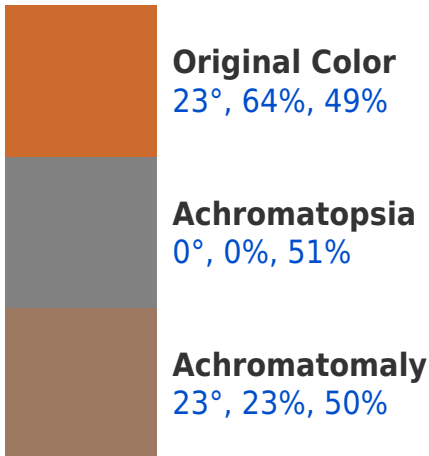 Original Color
23°, 64%, 49%
Achromatopsia
0°, 0%, 51%
Achromatomaly
23°, 23%, 50%